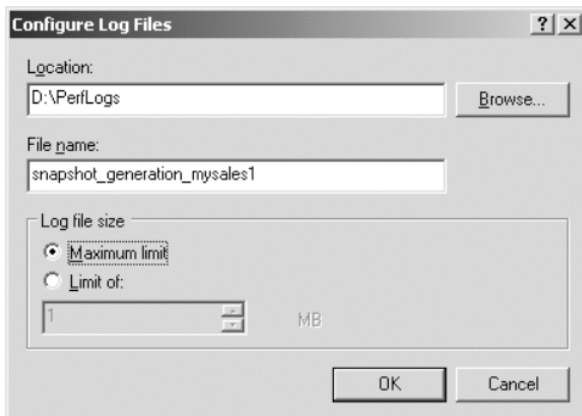 Configure Log Files
Location:
D:\PerfLogs
Browse...
File name:
snapshot_generation_mysales1
Log file size
Maximum limit
Limit of:
1 MB
OK Cancel